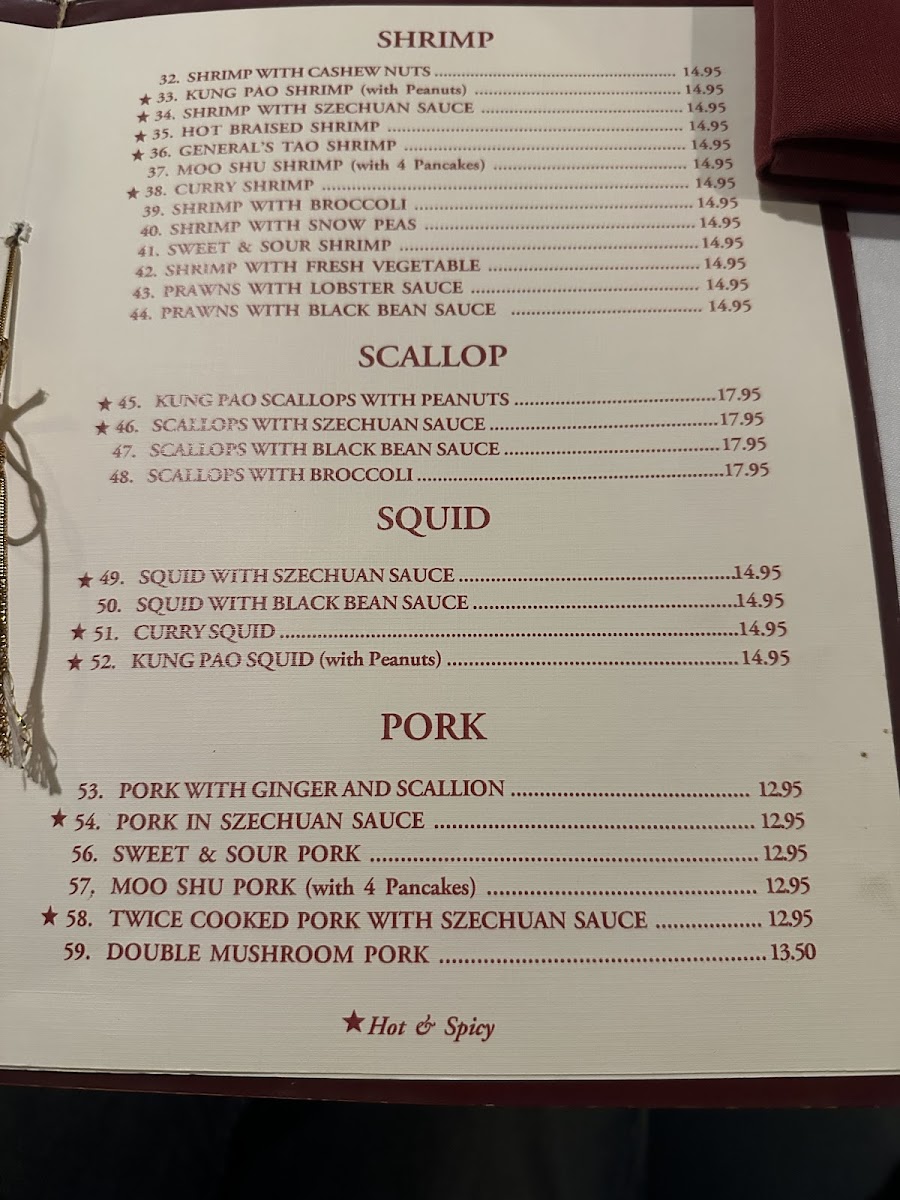 SHRIMP
32. SHRIMP WITH CASHEW NUTS ........ 14.95
★ 33. KUNG PAO SHRIMP (with Peanuts) ........ 14.95
★ 34. SHRIMP WITH SZECHUAN SAUCE ........ 14.95
★ 35. HOT BRAISED SHRIMP ........ 14.95
★ 36. GENERAL'S TAO SHRIMP ........ 14.95
37. MOO SHU SHRIMP (with 4 Pancakes) ........ 14.95
★ 38. CURRY SHRIMP ........ 14.95
39. SHRIMP WITH BROCCOLI ........ 14.95
40. SHRIMP WITH SNOW PEAS ........ 14.95
41. SWEET & SOUR SHRIMP ........ 14.95
42. SHRIMP WITH FRESH VEGETABLE ........ 14.95
43. PRAWNS WITH LOBSTER SAUCE ........ 14.95
44. PRAWNS WITH BLACK BEAN SAUCE ........ 14.95
SCALLOP
★ 45. KUNG PAO SCALLOPS WITH PEANUTS ........ 17.95
★ 46. SCALLOPS WITH SZECHUAN SAUCE ........ 17.95
47. SCALLOPS WITH BLACK BEAN SAUCE ........ 17.95
48. SCALLOPS WITH BROCCOLI ........ 17.95
SQUID
★ 49. SQUID WITH SZECHUAN SAUCE ........ 14.95
50. SQUID WITH BLACK BEAN SAUCE ........ 14.95
★ 51. CURRY SQUID ........ 14.95
★ 52. KUNG PAO SQUID (with Peanuts) ........ 14.95
PORK
53. PORK WITH GINGER AND SCALLION ........ 12.95
★ 54. PORK IN SZECHUAN SAUCE ........ 12.95
56. SWEET & SOUR PORK ........ 12.95
57. MOO SHU PORK (with 4 Pancakes) ........ 12.95
★ 58. TWICE COOKED PORK WITH SZECHUAN SAUCE ........ 12.95
59. DOUBLE MUSHROOM PORK ........ 13.50
★ Hot & Spicy